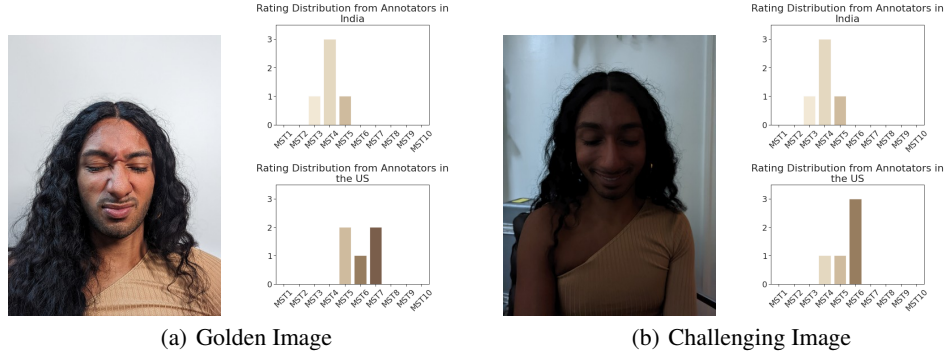 Rating Distribution from Annotators in
India
3
2
1
0
MST1
MST2
MST3
MST4
MST5
MST6
MST7
MST8
MST9
MST10
Rating Distribution from Annotators in
the US
3
2
1
0
MST1
MST2
MST3
MST4
MST5
MST6
MST7
MST8
MST9
MST10
(a) Golden Image
Rating Distribution from Annotators in
India
3
2
1
0
MST1
MST2
MST3
MST4
MST5
MST6
MST7
MST8
MST9
MST10
Rating Distribution from Annotators in
the US
3
2
1
0
MST1
MST2
MST3
MST4
MST5
MST6
MST7
MST8
MST9
MST10
(b) Challenging Image